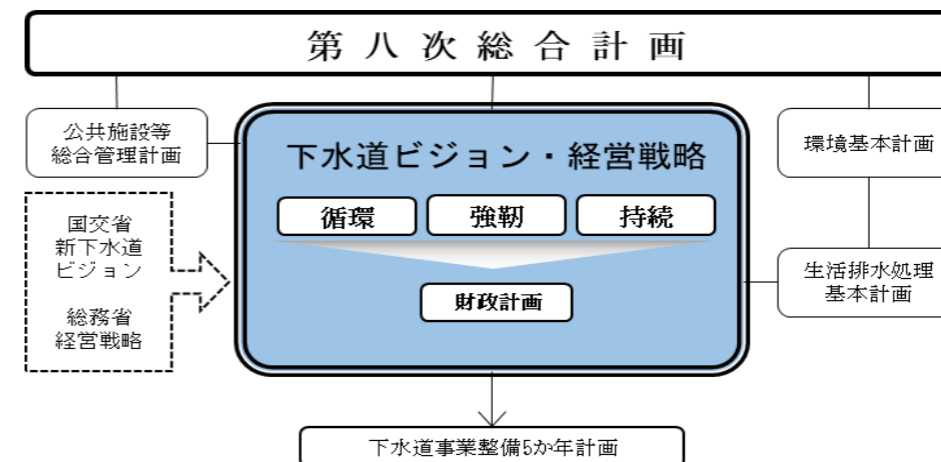 第八次総合計画
公共施設等
総合管理計画
下水道ビジョン・経営戦略
環境基本計画
循環
強靭
持続
国交省
新下水道
ビジョン
総務省
経営戦略
財政計画
生活排水処理
基本計画
下水道事業整備5か年計画